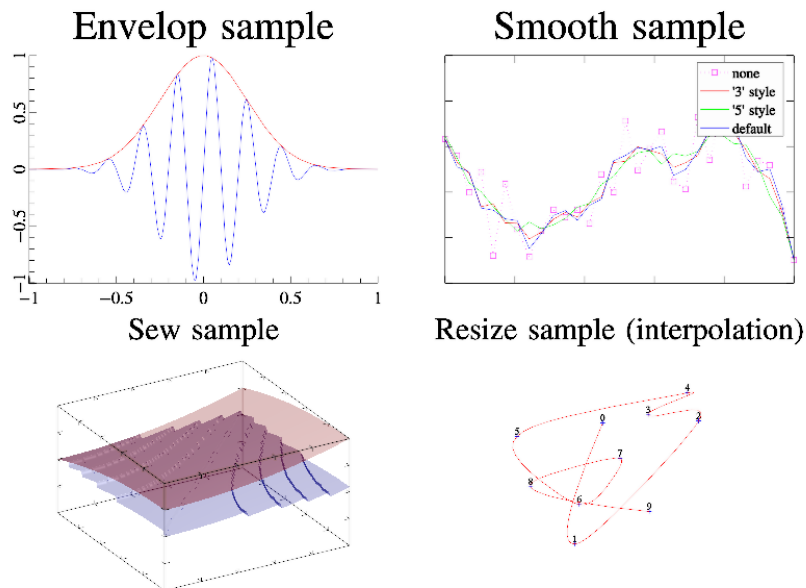 Envelop sample
Smooth sample
1
0.5
0
−0.5
−1
−1
−0.5
0
0.5
1
none
'3' style
'5' style
default
Sew sample
Resize sample (interpolation)
4
3
2
0
5
7
8
6
9
1